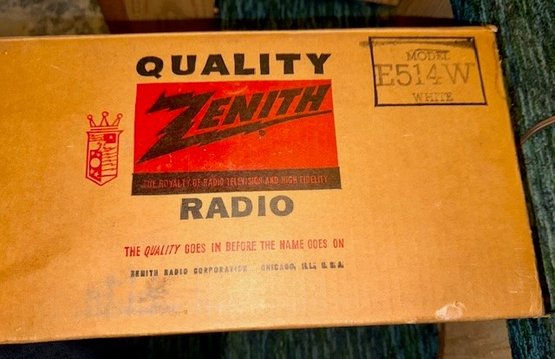 QUALITY
ZENITH
THE ROYALTY OF RADIO TELEVISION AND HIGH FIDELITY
RADIO
THE QUALITY GOES IN BEFORE THE NAME GOES ON
ZENITH RADIO CORPORATION CHICAGO, ILL., U. S. A.
MODEL
E514W
WHITE